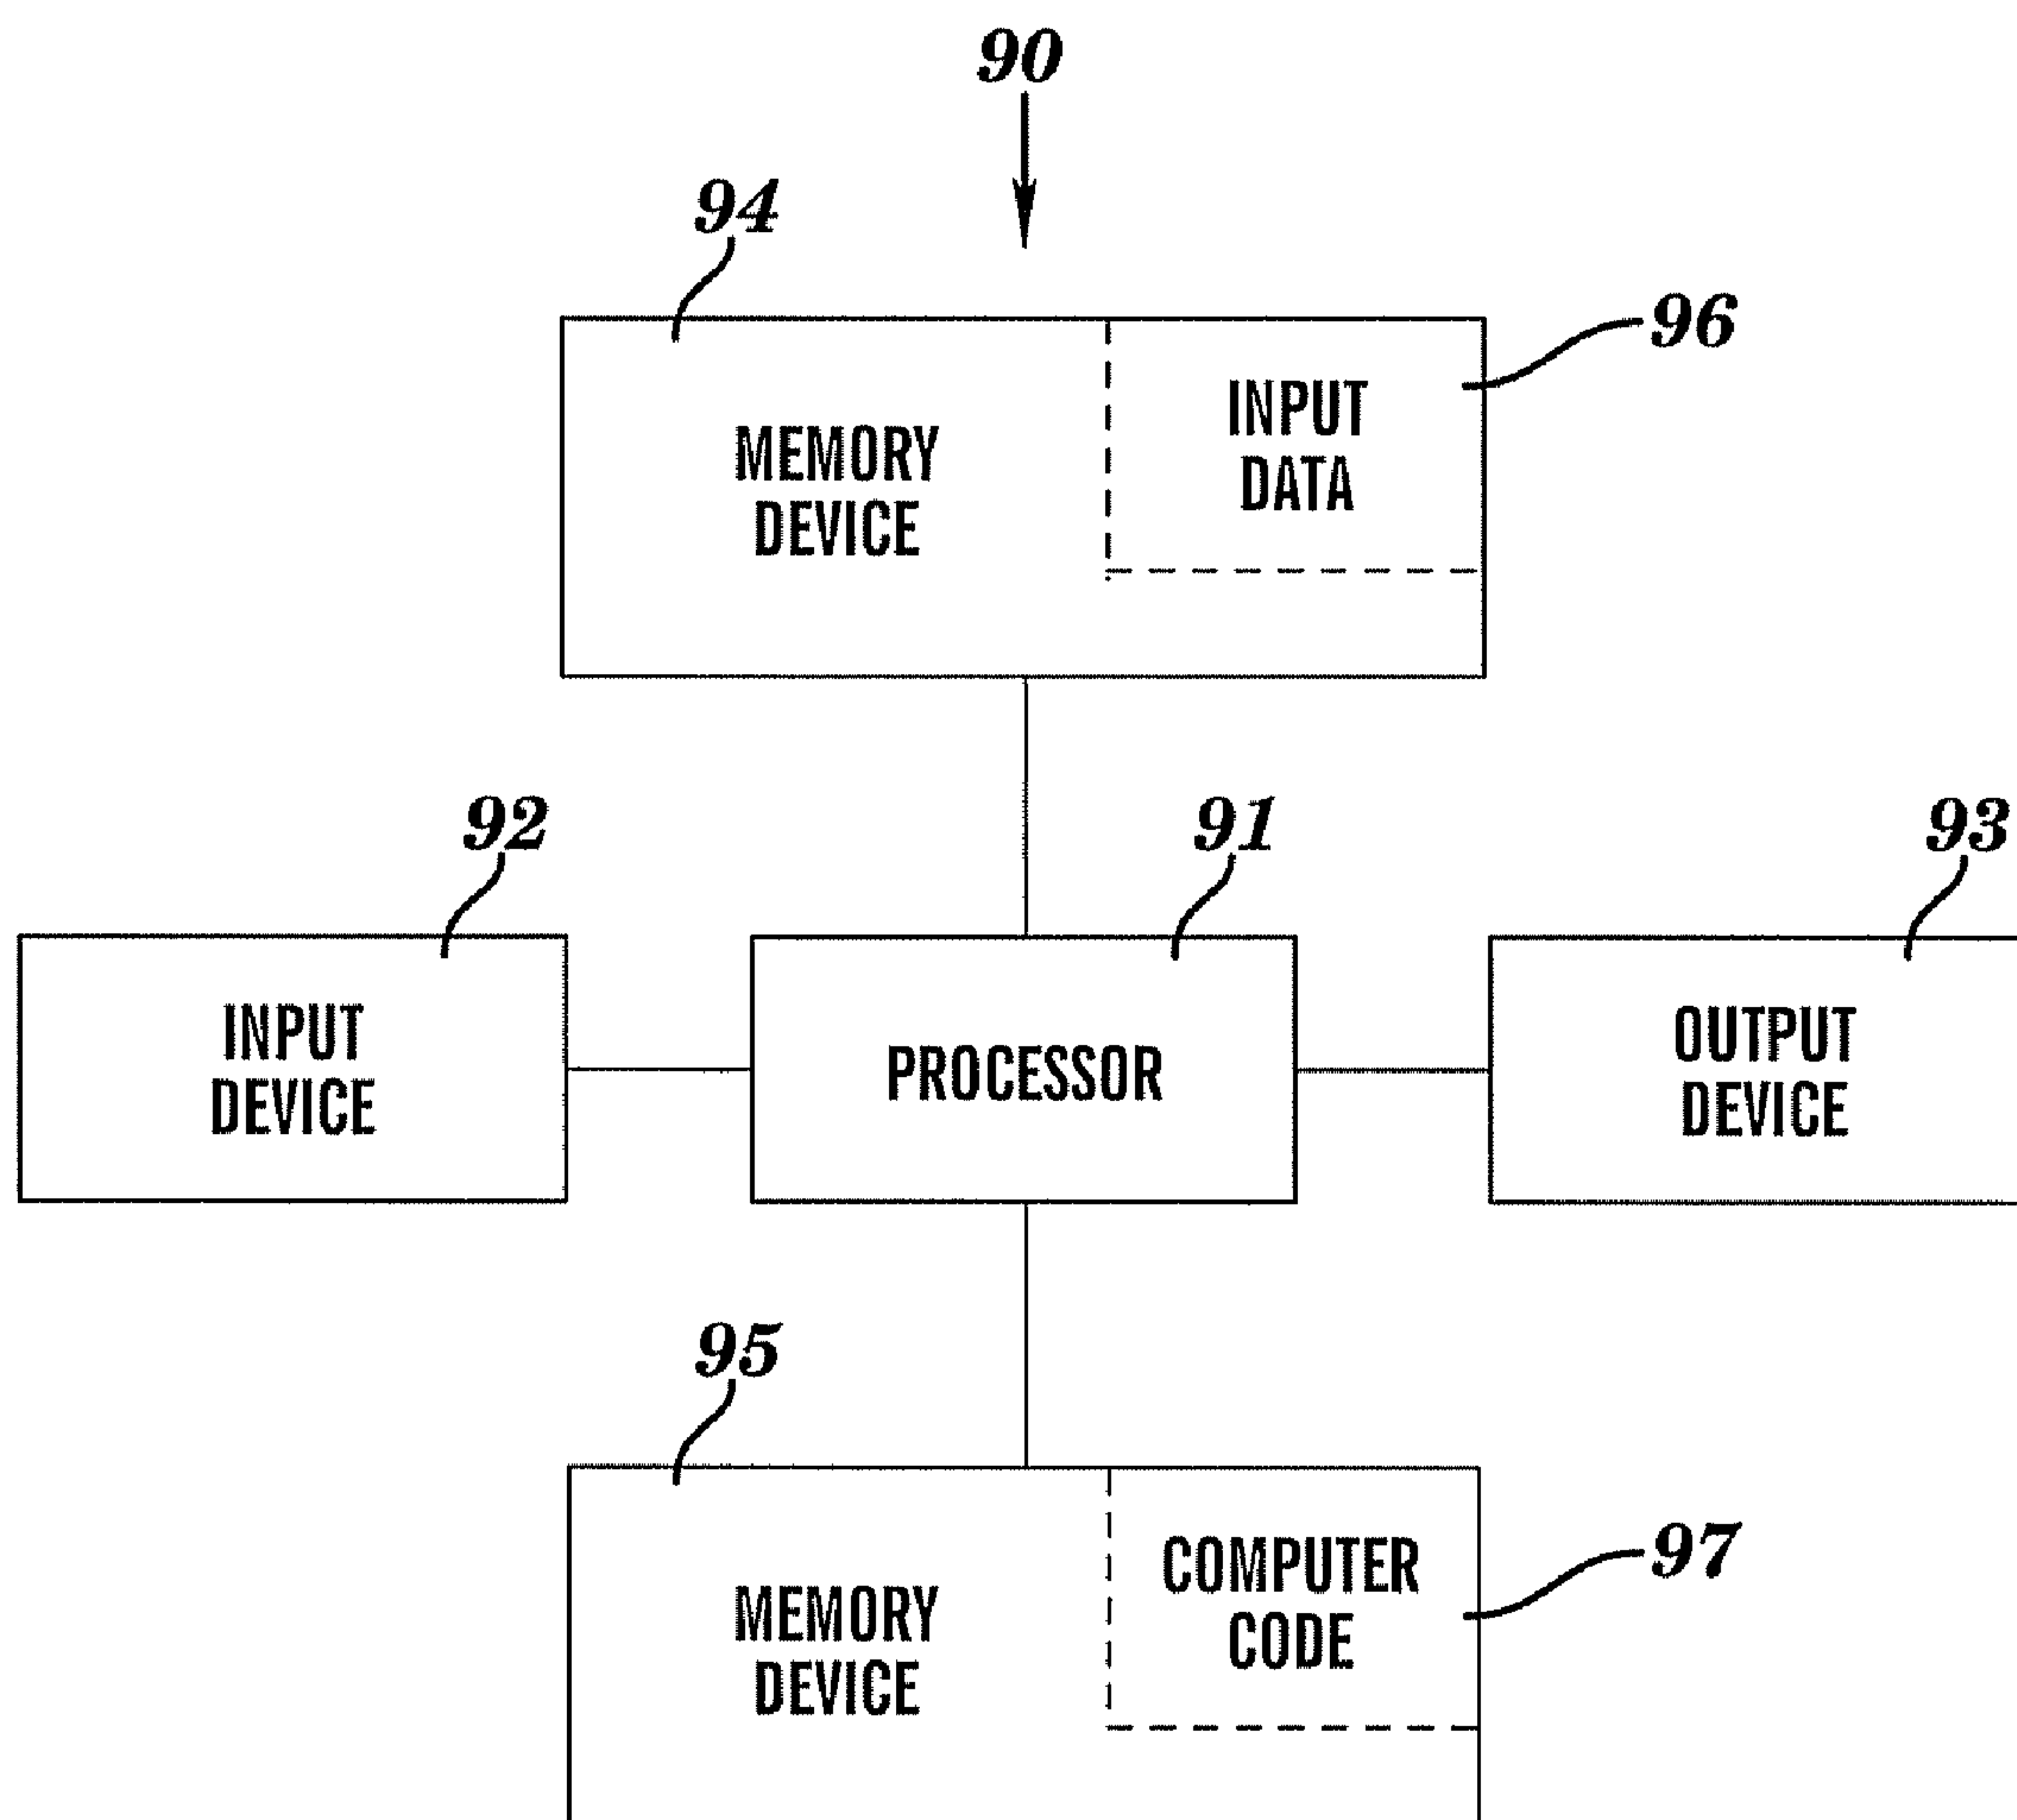 90
94
96
MEMORY
DEVICE
INPUT
DATA
92
91
93
INPUT
DEVICE
PROCESSOR
OUTPUT
DEVICE
95
97
MEMORY
DEVICE
COMPUTER
CODE